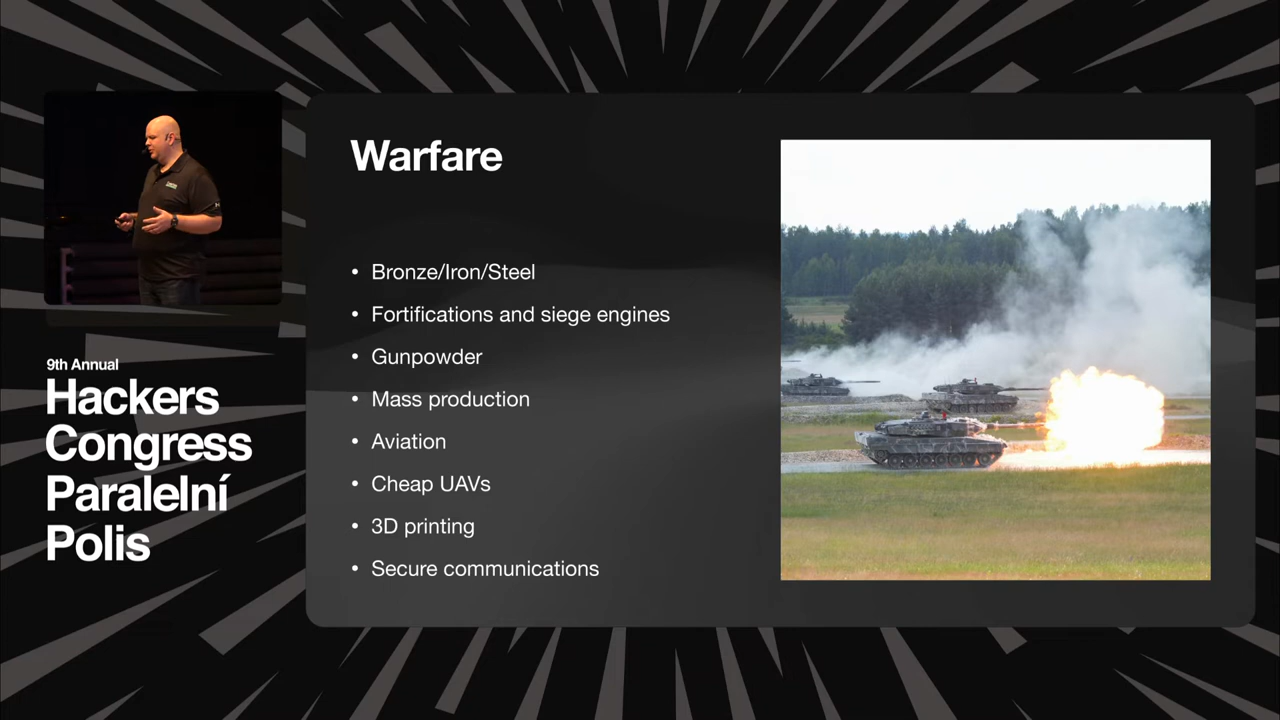 9th Annual
Hackers
Congress
Paralelní
Polis
Warfare
• Bronze/Iron/Steel
• Fortifications and siege engines
• Gunpowder
• Mass production
• Aviation
• Cheap UAVs
• 3D printing
• Secure communications